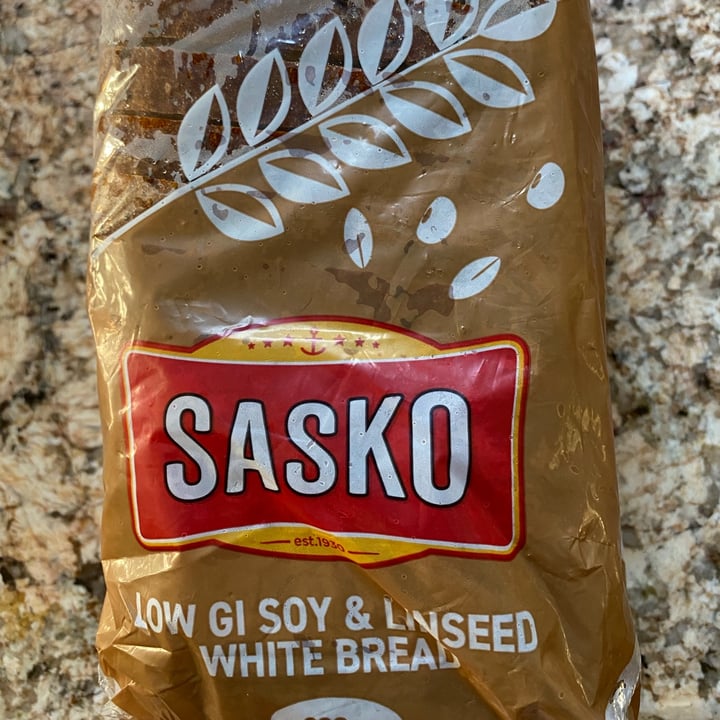 SASKO
est.1930
LOW GI SOY & LINSEED
WHITE BREAD